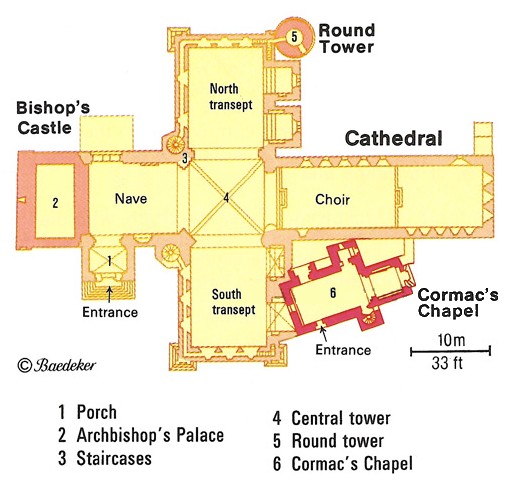 Round
Tower
5
Bishop's
Castle
North
transept
Cathedral
3
2
Nave
4
Choir
1
South
transept
6
Cormac's
Chapel
Entrance
Entrance
10m
33 ft
© Baedeker
1 Porch
2 Archbishop's Palace
3 Staircases
4 Central tower
5 Round tower
6 Cormac's Chapel